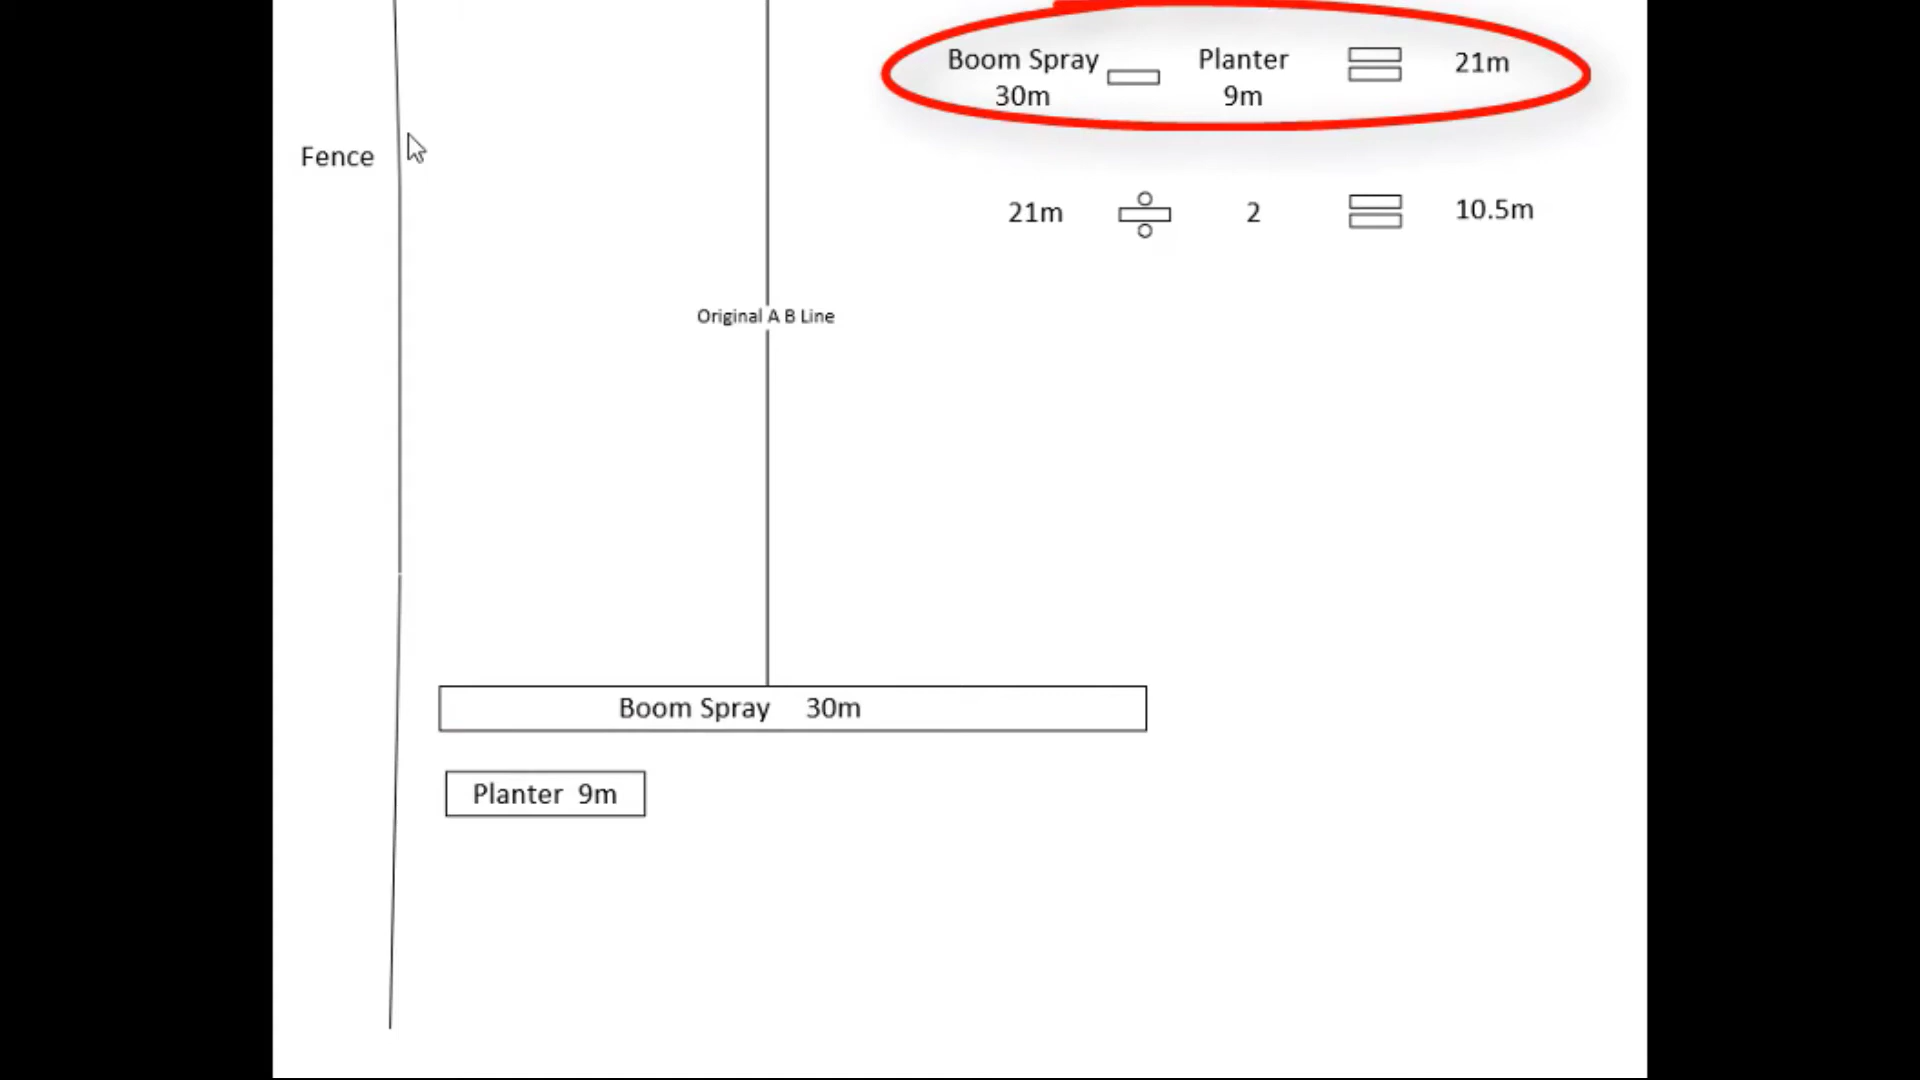 Boom Spray
30m
Planter
9m
21m
Fence
21m ÷ 2 = 10.5m
Original A B Line
Boom Spray 30m
Planter 9m